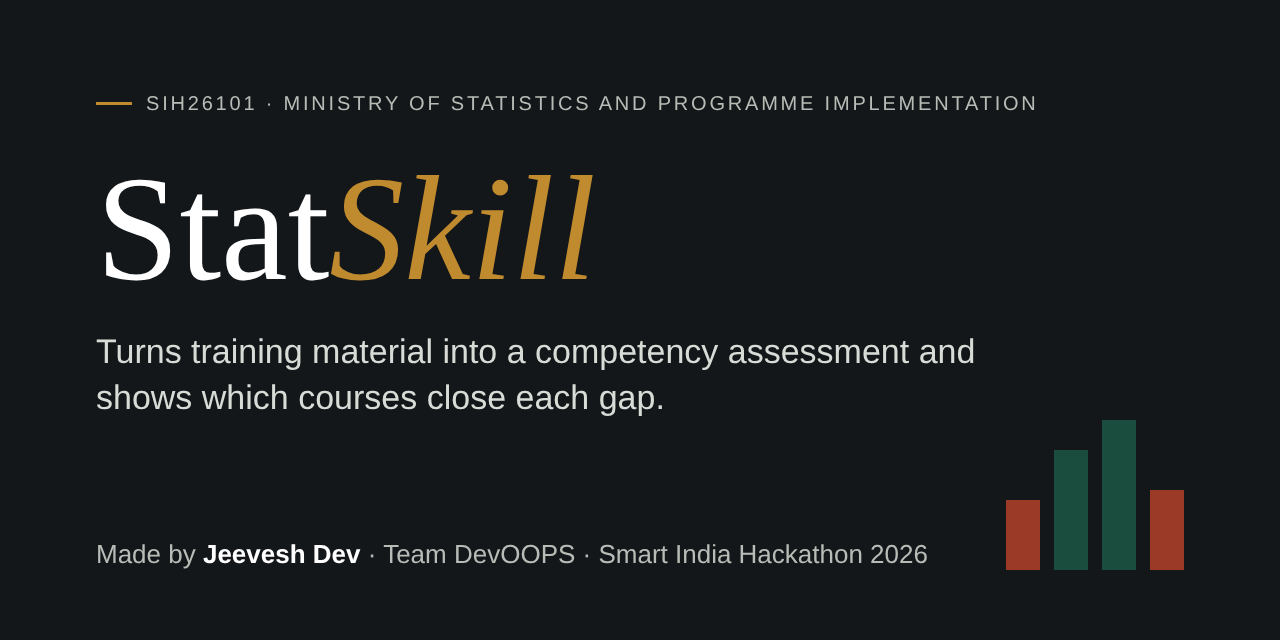 SIH26101 · MINISTRY OF STATISTICS AND PROGRAMME IMPLEMENTATION
StatSkill
Turns training material into a competency assessment and
shows which courses close each gap.
Made by Jeevesh Dev · Team DevOOPS · Smart India Hackathon 2026